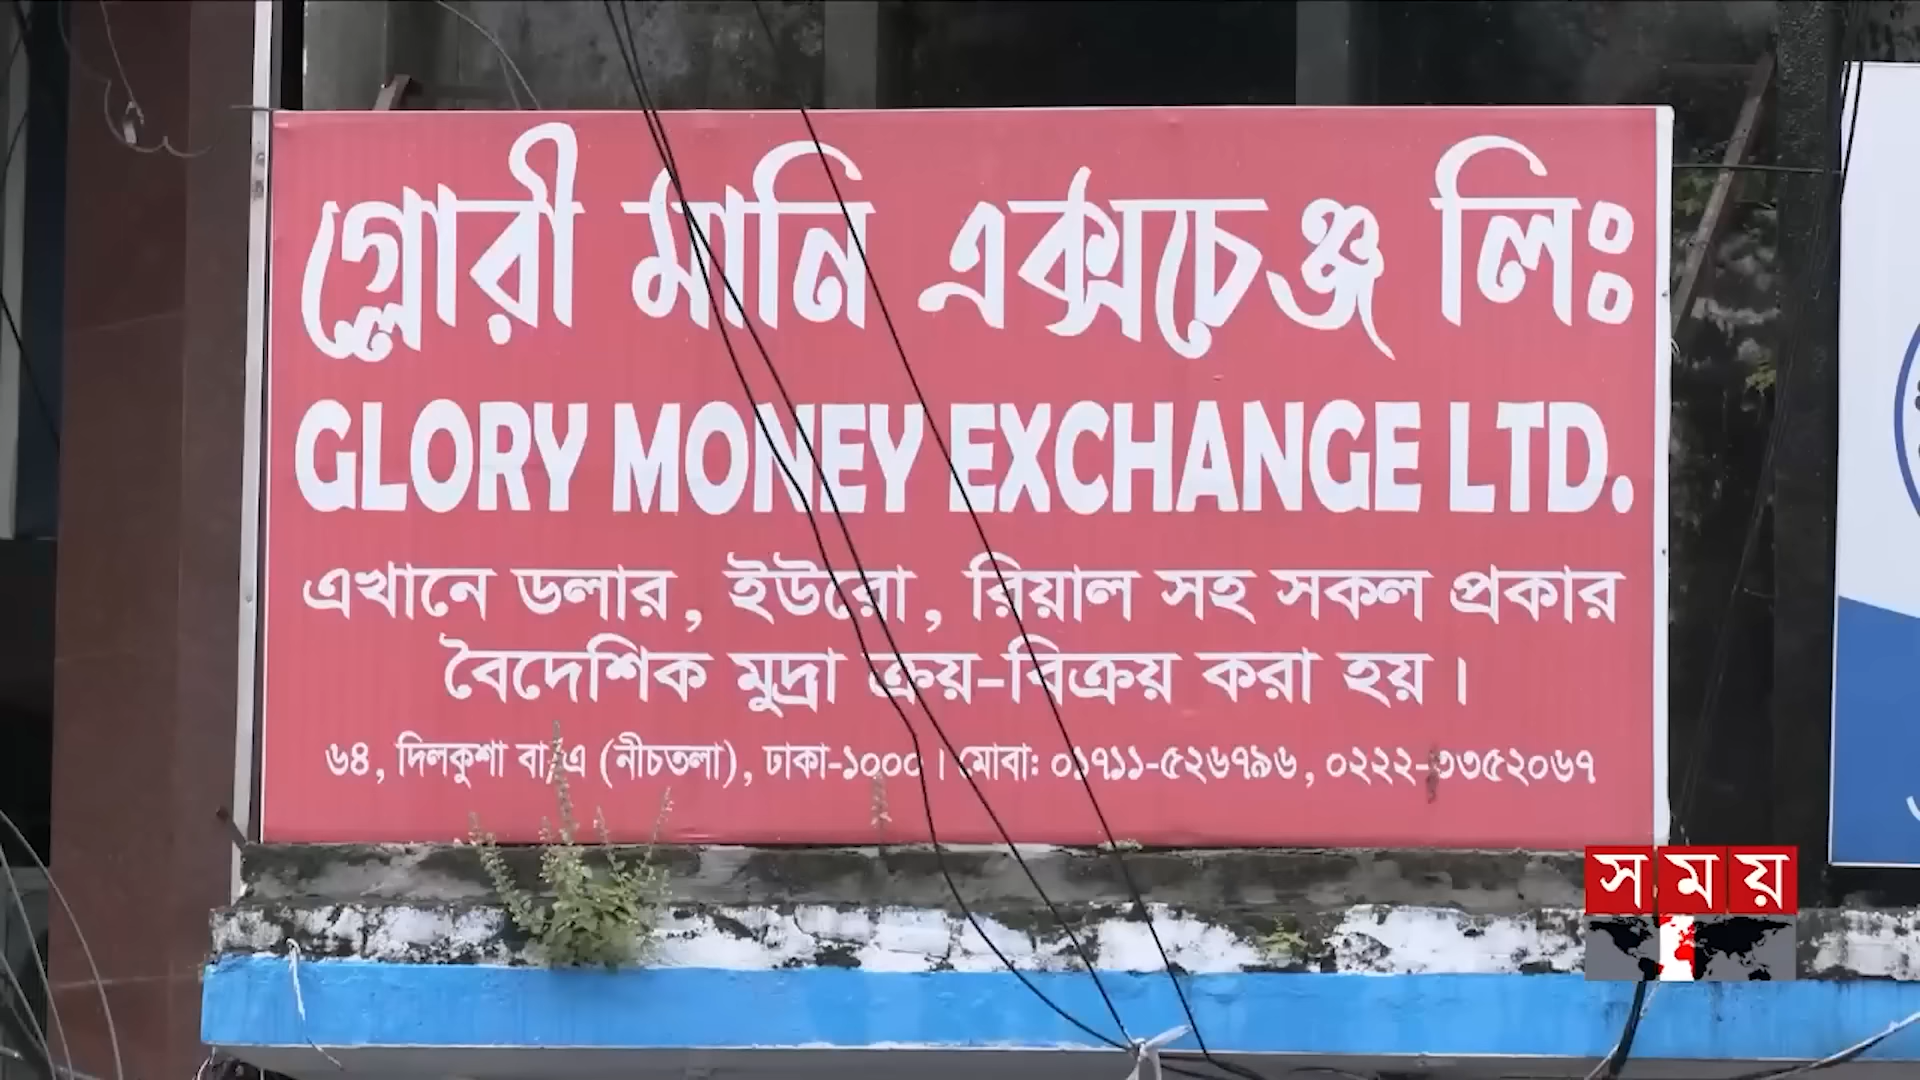 গ্লোরী মানি এক্সচেঞ্জ লিঃ
GLORY MONEY EXCHANGE LTD.
এখানে ডলার, ইউরো, রিয়াল সহ সকল প্রকার
বৈদেশিক মুদ্রা ক্রয়-বিক্রয় করা হয়।
৬৪, দিলকুশা বা/এ (নীচতলা), ঢাকা-১০০০। মোবা: ০১৭১১-৫২৬৭৯৬, ০২২২-৩৩৫২০৬৭
সময়